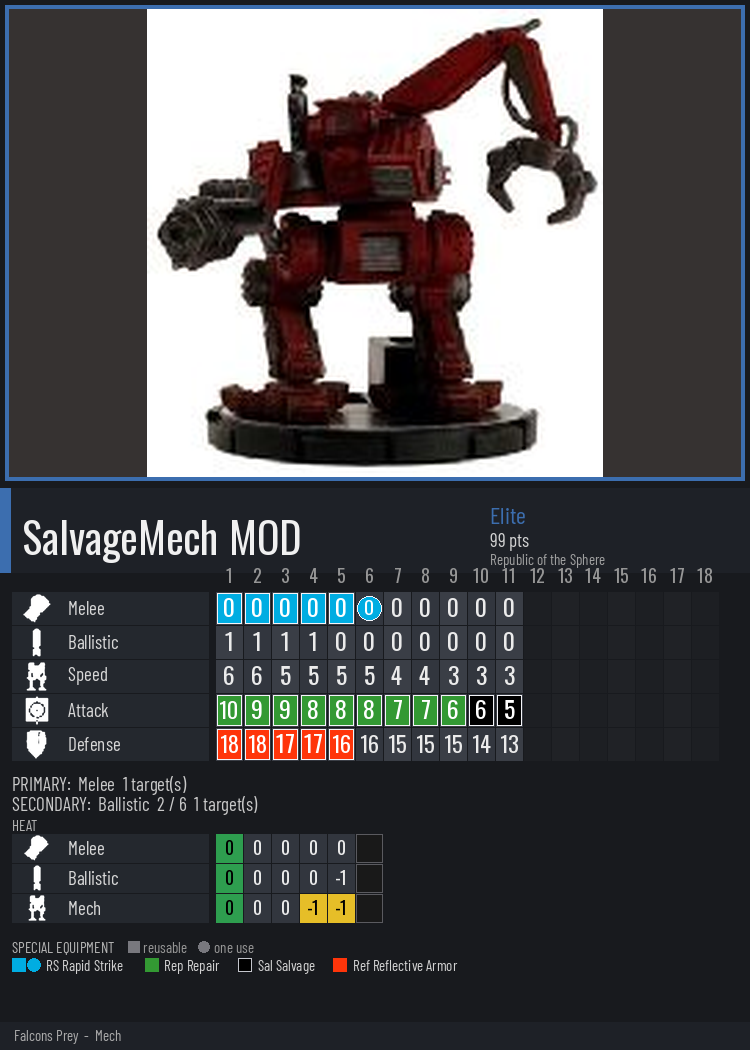 SalvageMech MOD
Elite
99 pts
Republic of the Sphere
1 2 3 4 5 6 7 8 9 10 11 12 13 14 15 16 17 18
Melee 0 0 0 0 0 0 0 0 0 0 0
Ballistic 1 1 1 1 0 0 0 0 0 0 0
Speed 6 6 5 5 5 5 4 4 3 3 3
Attack 10 9 9 8 8 8 7 7 6 6 5
Defense 18 18 17 17 16 16 15 15 15 14 13
PRIMARY: Melee 1 target(s)
SECONDARY: Ballistic 2 / 6 1 target(s)
HEAT
Melee 0 0 0 0 0
Ballistic 0 0 0 0 -1
Mech 0 0 0 -1 -1
SPECIAL EQUIPMENT reusable one use
RS Rapid Strike Rep Repair Sal Salvage Ref Reflective Armor
Falcons Prey - Mech